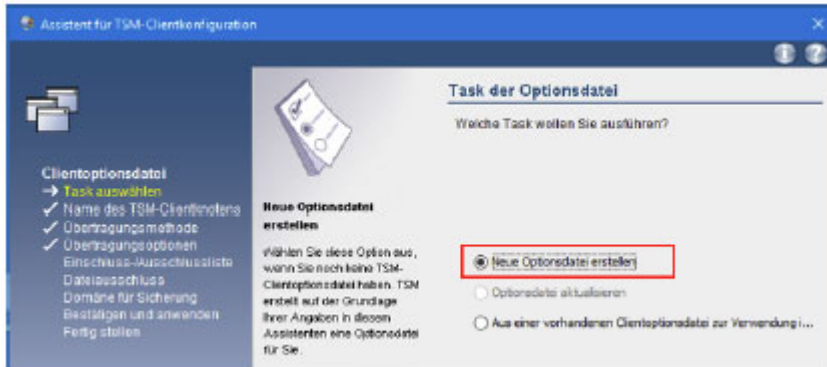 Assistent für TSM-Clientkonfiguration
Clientoptionsdatei
Task auswählen
Name des TSM-Clientknotens
Übertragungsmethode
Übertragungsoptionen
Einschluss-/Ausschlussliste
Dateiausschluss
Domäne für Sicherung
Bestätigen und anwenden
Fertig stellen
Neue Optionsdatei
erstellen
Wählen Sie diese Option aus,
wenn Sie noch keine TSM-
Clientoptionsdatei haben. TSM
erstellt auf der Grundlage
Ihrer Angaben in diesem
Assistenten eine Optionsdatei
für Sie.
Task der Optionsdatei
Welche Task wollen Sie ausführen?
Neue Optionsdatei erstellen
Optionsdatei aktualisieren
Aus einer vorhandenen Clientoptionsdatei zur Verwendung i...